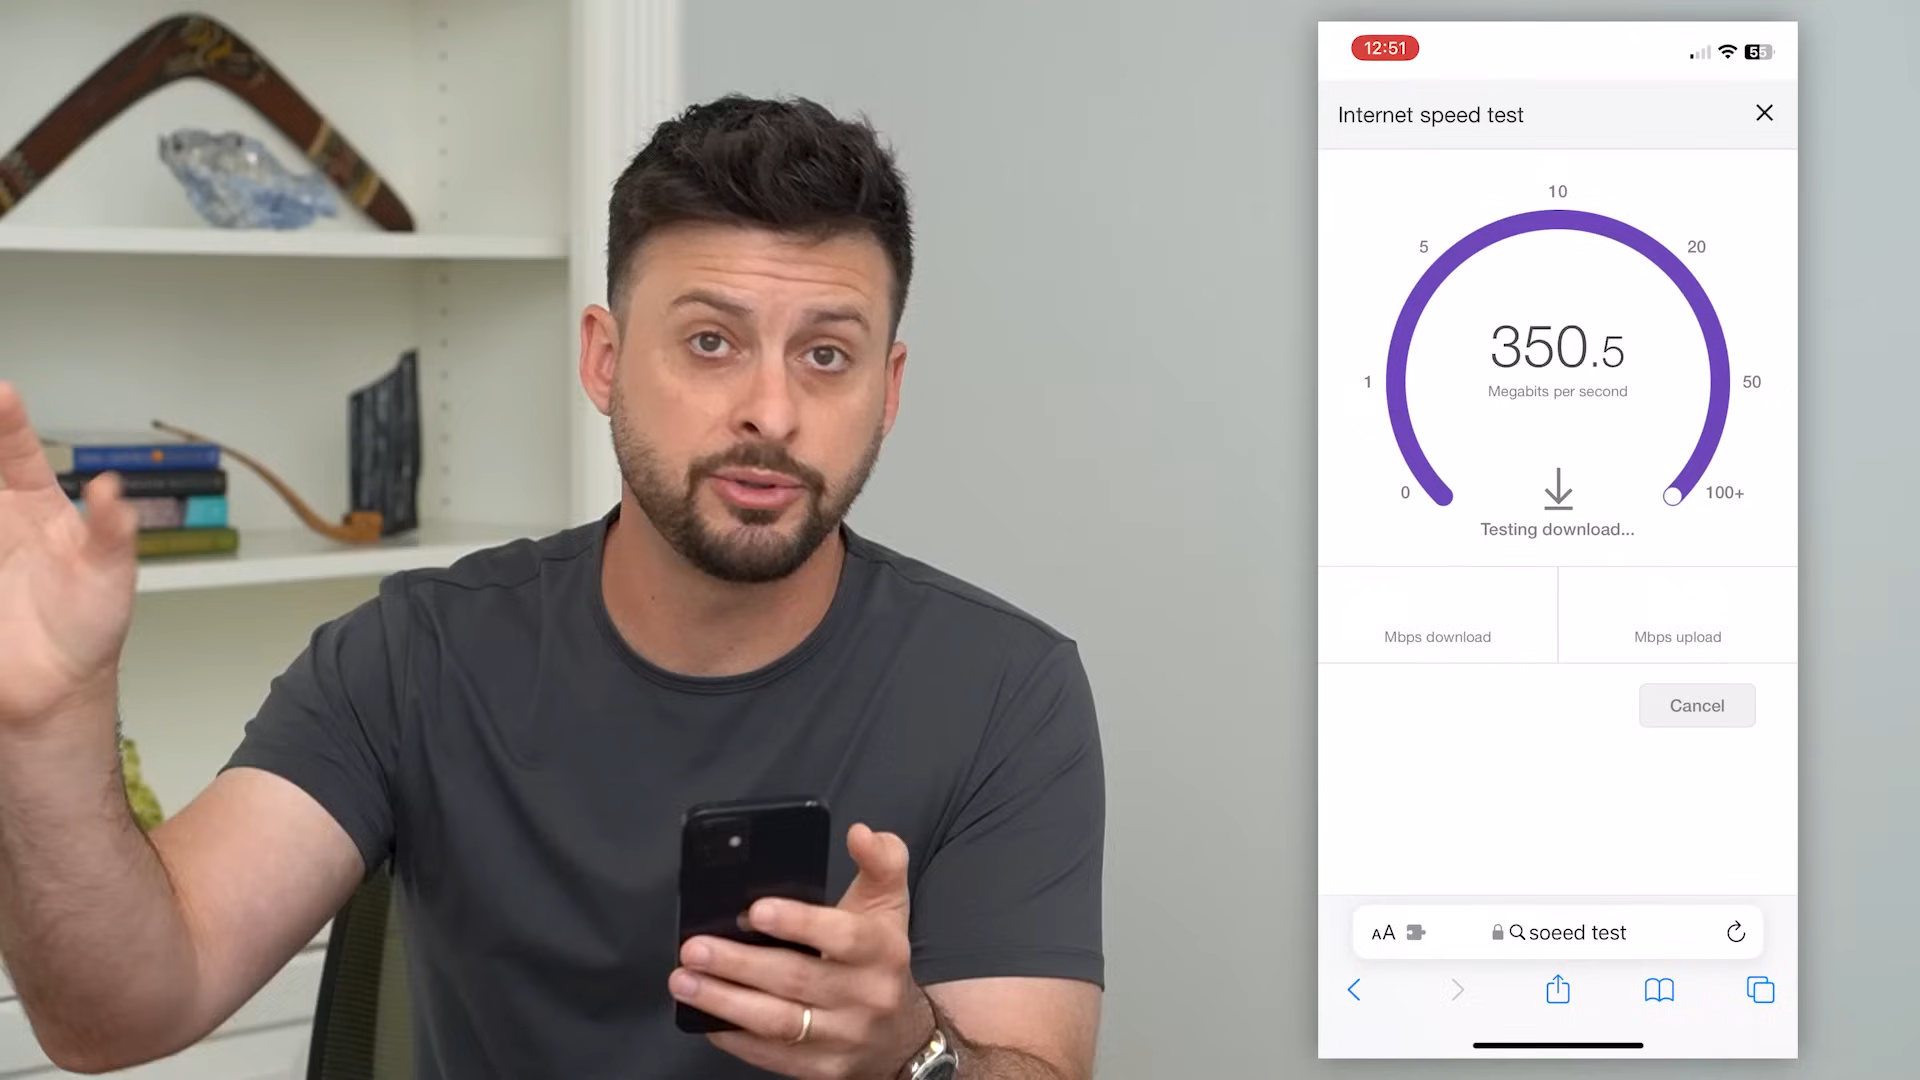 12:51
55
Internet speed test
10
5
20
350.5
Megabits per second
1
50
0
100+
Testing download...
Mbps download
Mbps upload
Cancel
AA
soeed test